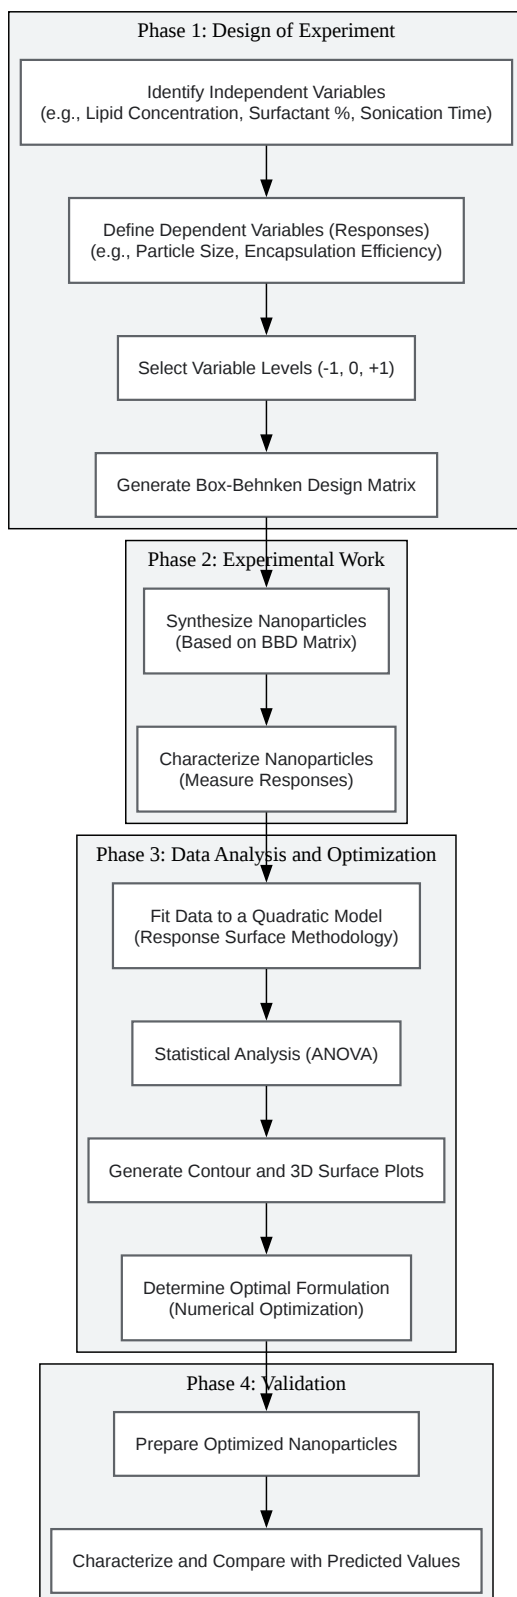 Phase 1: Design of Experiment
Identify Independent Variables
(e.g., Lipid Concentration, Surfactant %, Sonication Time)
Define Dependent Variables (Responses)
(e.g., Particle Size, Encapsulation Efficiency)
Select Variable Levels (-1, 0, +1)
Generate Box-Behnken Design Matrix
Phase 2: Experimental Work
Synthesize Nanoparticles
(Based on BBD Matrix)
Characterize Nanoparticles
(Measure Responses)
Phase 3: Data Analysis and Optimization
Fit Data to a Quadratic Model
(Response Surface Methodology)
Statistical Analysis (ANOVA)
Generate Contour and 3D Surface Plots
Determine Optimal Formulation
(Numerical Optimization)
Phase 4: Validation
Prepare Optimized Nanoparticles
Characterize and Compare with Predicted Values